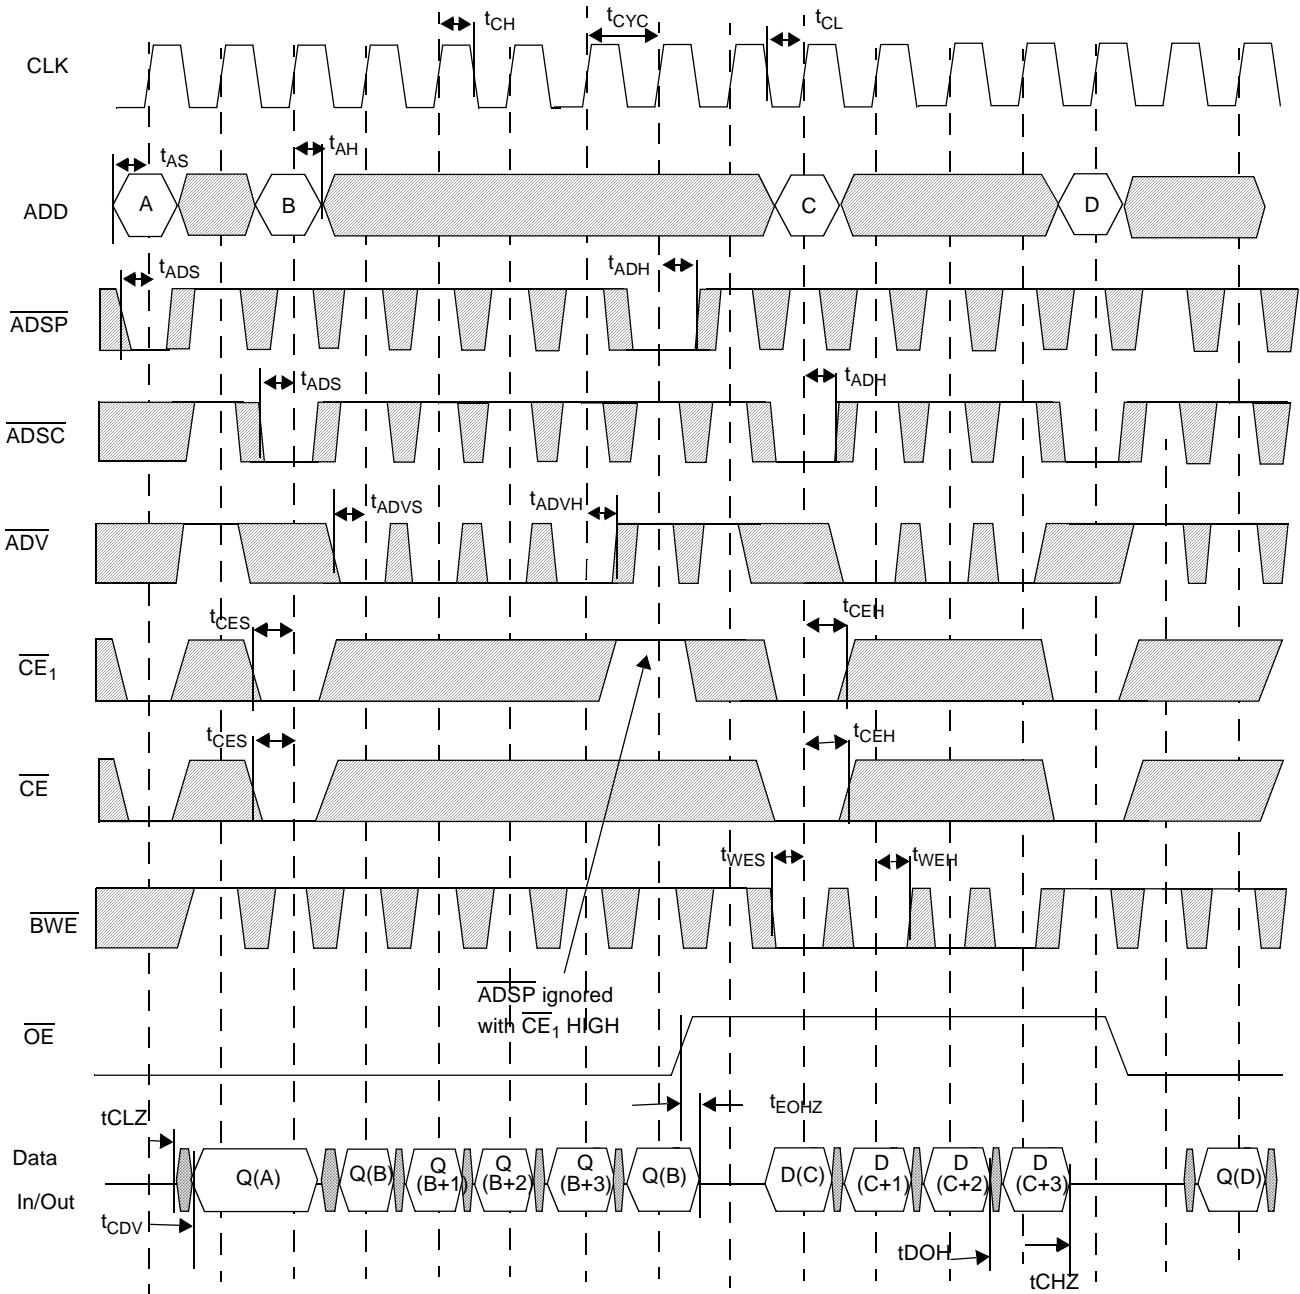 tCH
tCYC
tCL
CLK
tAS
tAH
ADD
A
B
C
D
tADS
tADH
ADSP
tADS
tADH
ADSC
tADVS
tADVH
ADV
tCES
tCEH
CE1
tCES
tCEH
CE
tWES
tWEH
BWE
ADSP ignored
with CE1 HIGH
OE
tCLZ
tEOHZ
Data
In/Out
Q(A)
Q(B)
Q
(B+1)
Q
(B+2)
Q
(B+3)
Q(B)
D(C)
D
(C+1)
D
(C+2)
D
(C+3)
Q(D)
tCDV
tDOH
tCHZ